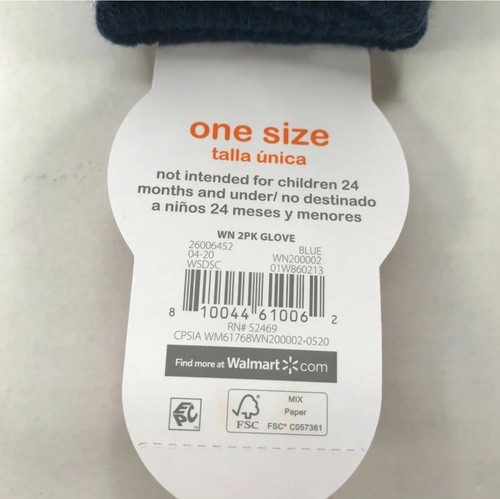 one size
talla única
not intended for children 24
months and under/ no destinado
a niños 24 meses y menores
WN 2PK GLOVE
26006452 BLUE
04-20 WN200002
WSDSC 01W860213
8 10044 61006 2
RN# 52469
CPSIA WM61768WN200002-0520
Find more at Walmart.com
EPC
FSC
MIX
Paper
FSC® C057361